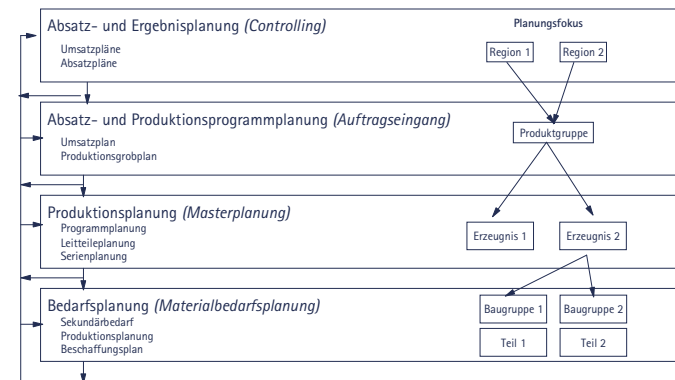 Absatz- und Ergebnisplanung (Controlling)
Umsatzpläne
Absatzpläne
Planungsfokus
Region 1
Region 2
Absatz- und Produktionsprogrammplanung (Auftragseingang)
Umsatzplan
Produktionsgrobplan
Produktgruppe
Produktionsplanung (Masterplanung)
Programmplanung
Leitteileplanung
Serienplanung
Erzeugnis 1
Erzeugnis 2
Bedarfsplanung (Materialbedarfsplanung)
Sekundärbedarf
Produktionsplanung
Beschaffungsplan
Baugruppe 1
Baugruppe 2
Teil 1
Teil 2